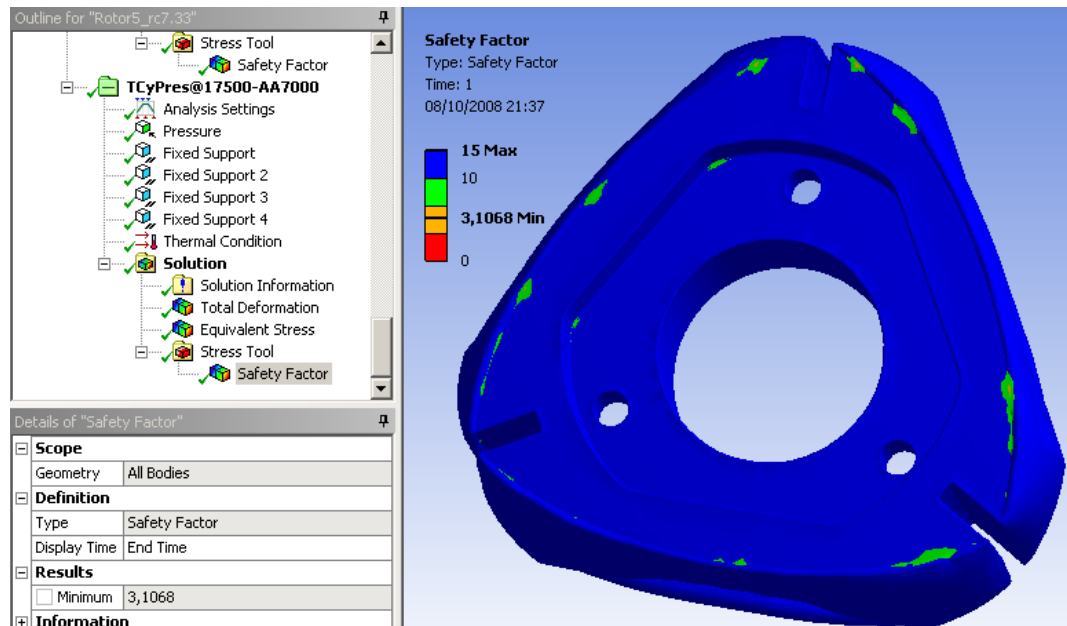 Outline for "Rotor5_rc7.33"
Stress Tool
Safety Factor
TCyPres@17500-AA7000
Analysis Settings
Pressure
Fixed Support
Fixed Support 2
Fixed Support 3
Fixed Support 4
Thermal Condition
Solution
Solution Information
Total Deformation
Equivalent Stress
Stress Tool
Safety Factor
Details of "Safety Factor"
Scope
Geometry All Bodies
Definition
Type Safety Factor
Display Time End Time
Results
Minimum 3,1068
Information
Safety Factor
Type: Safety Factor
Time: 1
08/10/2008 21:37
15 Max
10
3,1068 Min
0